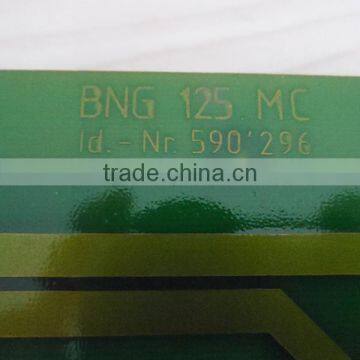 BNG 125 MC
Id.-Nr 590'296
trade.china.cn